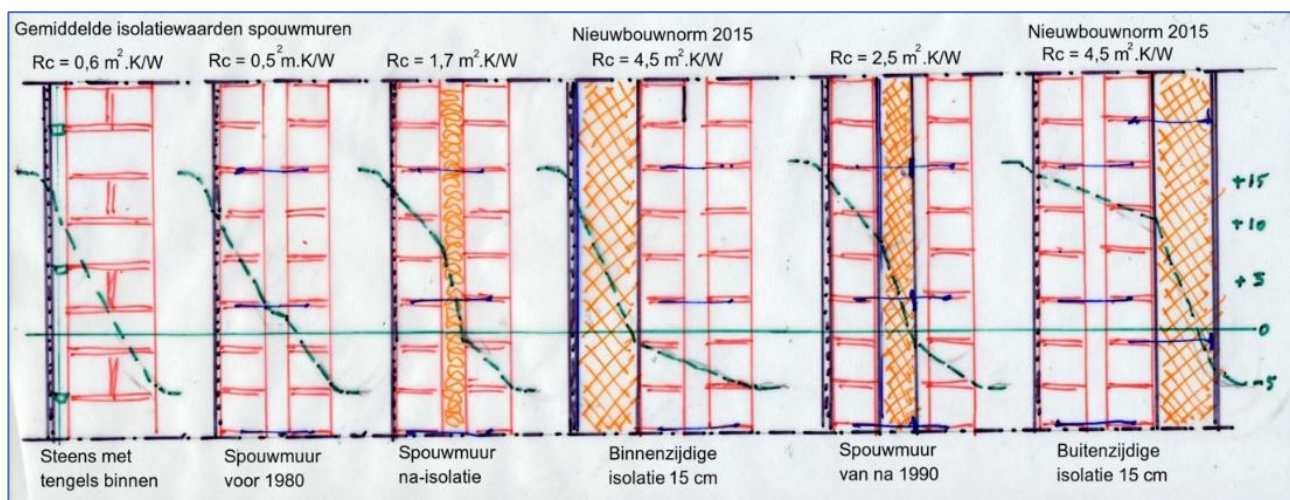 Gemiddelde isolatiewaarden spouwmuren
Nieuwbouwnorm 2015
Nieuwbouwnorm 2015
Rc = 0,6 m².K/W
Rc = 0,5²m.K/W
Rc = 1,7 m².K/W
Rc = 4,5 m².K/W
Rc = 2,5 m².K/W
Rc = 4,5 m².K/W
+15
+10
+5
0
-5
Steens met
tengels binnen
Spouwmuur
voor 1980
Spouwmuur
na-isolatie
Binnenzijdige
isolatie 15 cm
Spouwmuur
van na 1990
Buitenzijdige
isolatie 15 cm